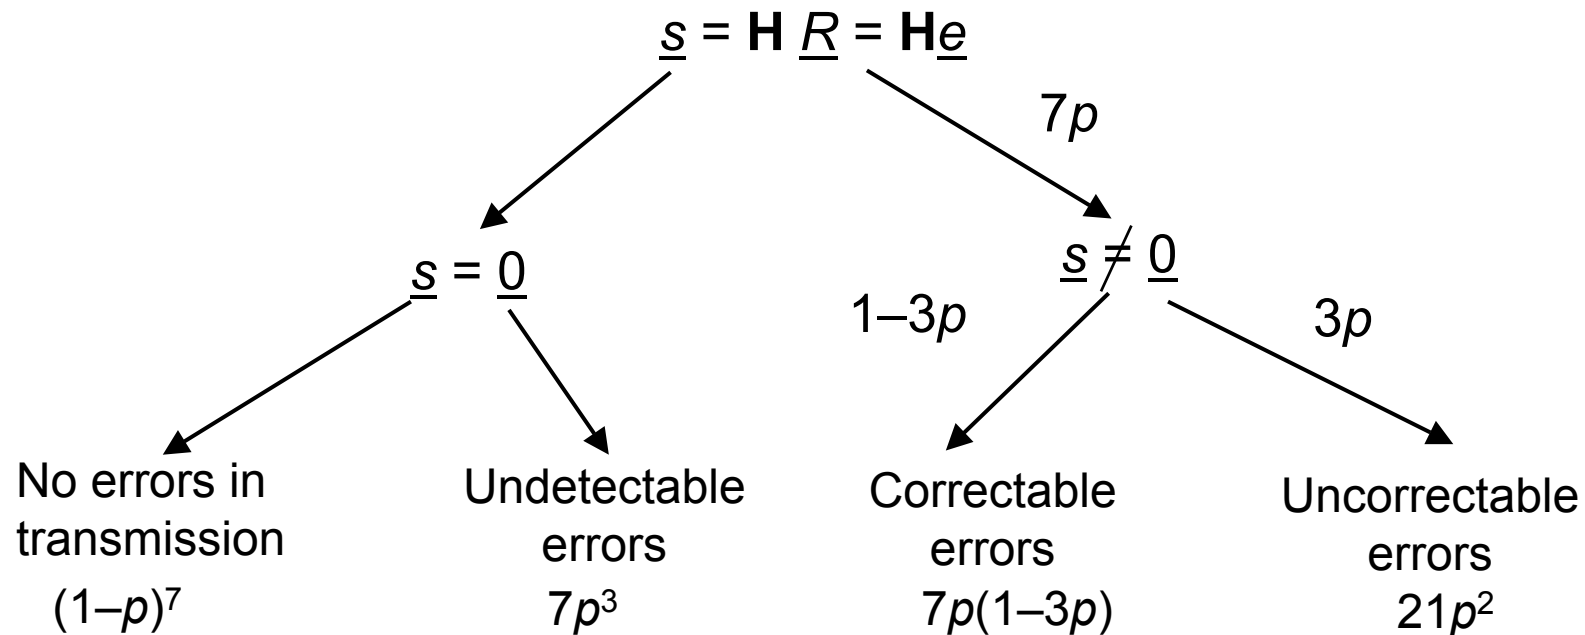 s = H R = He
7p
s = 0
s ≠ 0
1–3p
3p
No errors in
transmission
(1–p)⁷
Undetectable
errors
7p³
Correctable
errors
7p(1–3p)
Uncorrectable
errors
21p²